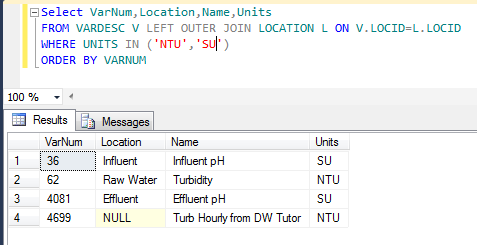 Select VarNum,Location,Name,Units
FROM VARDESC V LEFT OUTER JOIN LOCATION L ON V.LOCID=L.LOCID
WHERE UNITS IN ('NTU','SU')
ORDER BY VARNUM
100 %
Results Messages
VarNum Location Name Units
1 36 Influent Influent pH SU
2 62 Raw Water Turbidity NTU
3 4081 Effluent Effluent pH SU
4 4699 NULL Turb Hourly from DW Tutor NTU